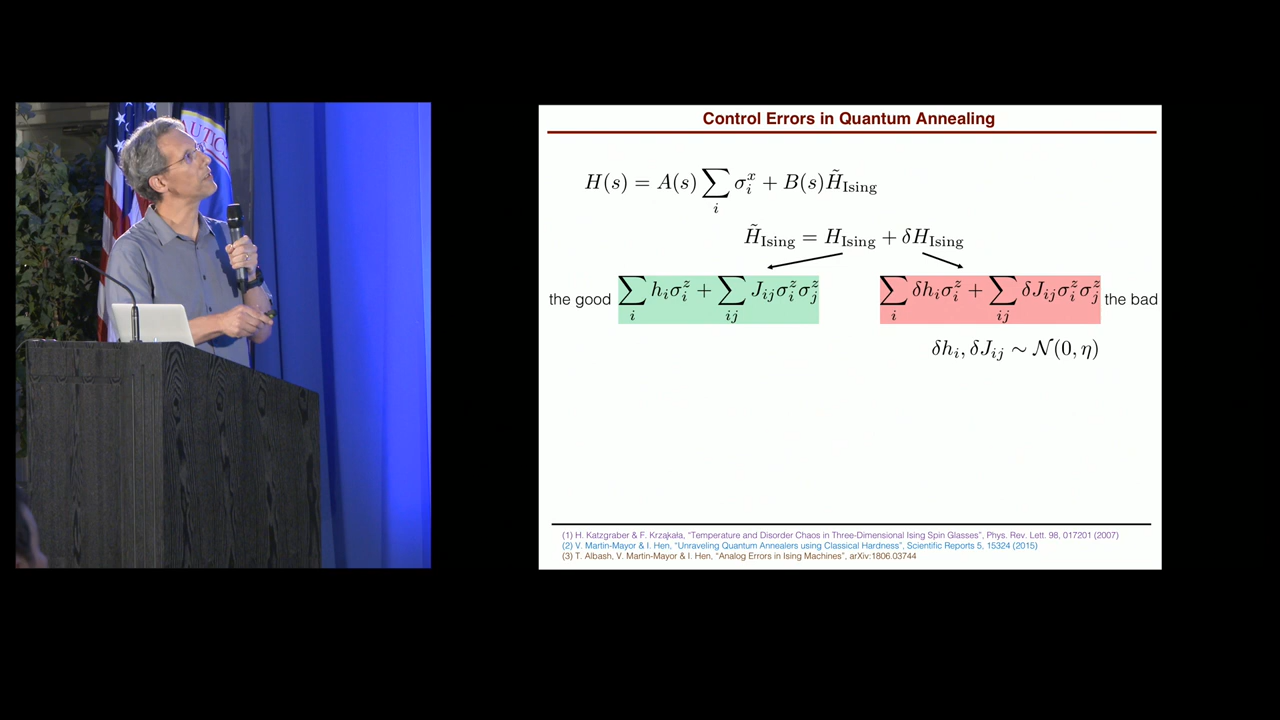 AUTIC
Control Errors in Quantum Annealing
H(s) = A(s) ∑_i σ_i^x + B(s) H̃_Ising
H̃_Ising = H_Ising + δH_Ising
the good ∑_i h_i σ_i^z + ∑_ij J_ij σ_i^z σ_j^z ∑_i δh_i σ_i^z + ∑_ij δJ_ij σ_i^z σ_j^z the bad
δh_i, δJ_ij ∼ 𝒩(0, η)
(1) H. Katzgraber & F. Krząkała, “Temperature and Disorder Chaos in Three-Dimensional Ising Spin Glasses”, Phys. Rev. Lett. 98, 017201 (2007)
(2) V. Martin-Mayor & I. Hen, “Unraveling Quantum Annealers using Classical Hardness”, Scientific Reports 5, 15324 (2015)
(3) T. Albash, V. Martin-Mayor & I. Hen, “Analog Errors in Ising Machines”, arXiv:1806.03744